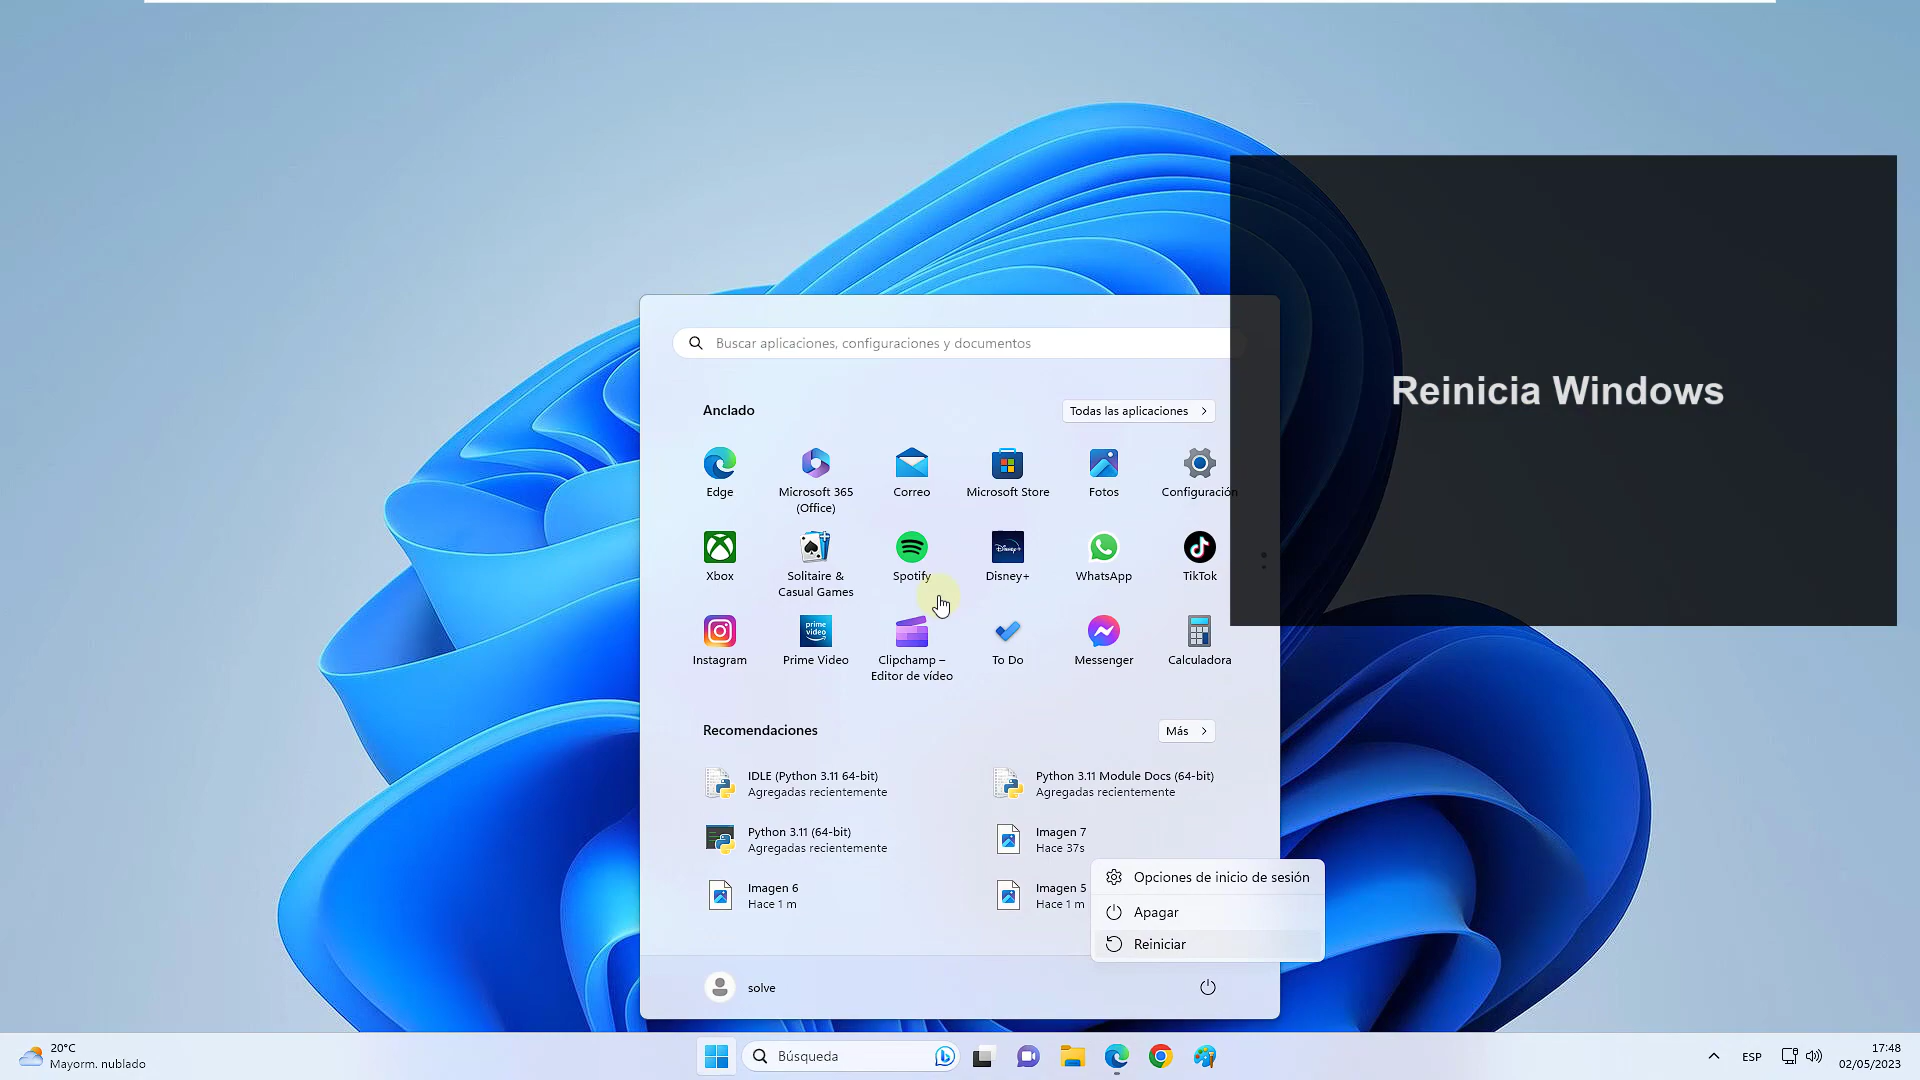 Reinicia Windows
Buscar aplicaciones, configuraciones y documentos
Anclado
Todas las aplicaciones
Edge
Microsoft 365
(Office)
Correo
Microsoft Store
Fotos
Configuración
Xbox
Solitaire &
Casual Games
Spotify
Disney+
Disney+
WhatsApp
TikTok
prime
video
Instagram
Prime Video
Clipchamp –
Editor de vídeo
To Do
Messenger
Calculadora
Recomendaciones
Más
IDLE (Python 3.11 64-bit)
Agregadas recientemente
Python 3.11 Module Docs (64-bit)
Agregadas recientemente
Python 3.11 (64-bit)
Agregadas recientemente
Imagen 7
Hace 37s
Imagen 6
Hace 1 m
Imagen 5
Hace 1 m
Opciones de inicio de sesión
Apagar
Reiniciar
solve
20°C
Mayorm. nublado
Búsqueda
ESP
17:48
02/05/2023